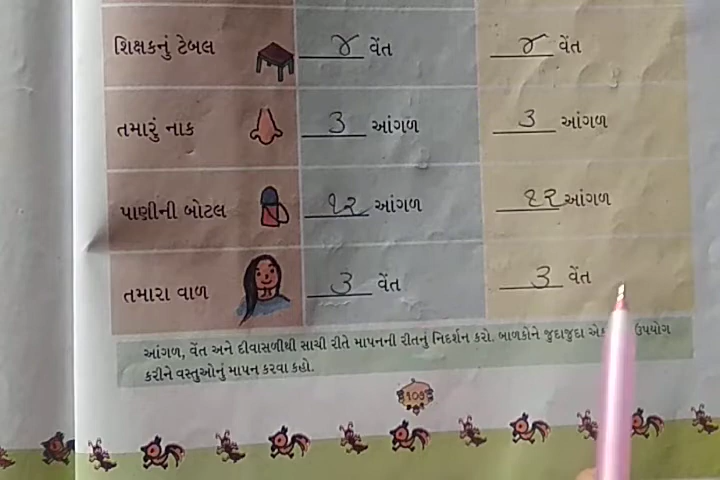 શિક્ષકનું ટેબલ ૪ વેંત ૪ વેંત
તમારું નાક 3 આંગળ 3 આંગળ
પાણીની બોટલ ૧૨ આંગળ ૧૨ આંગળ
તમારા વાળ 3 વેંત 3 વેંત
આંગળ, વેંત અને દીવાસળીથી સાચી રીતે માપનની રીતનું નિદર્શન કરો. બાળકોને જુદાજુદા ઉપયોગ
કરીને વસ્તુઓનું માપન કરવા કહો.